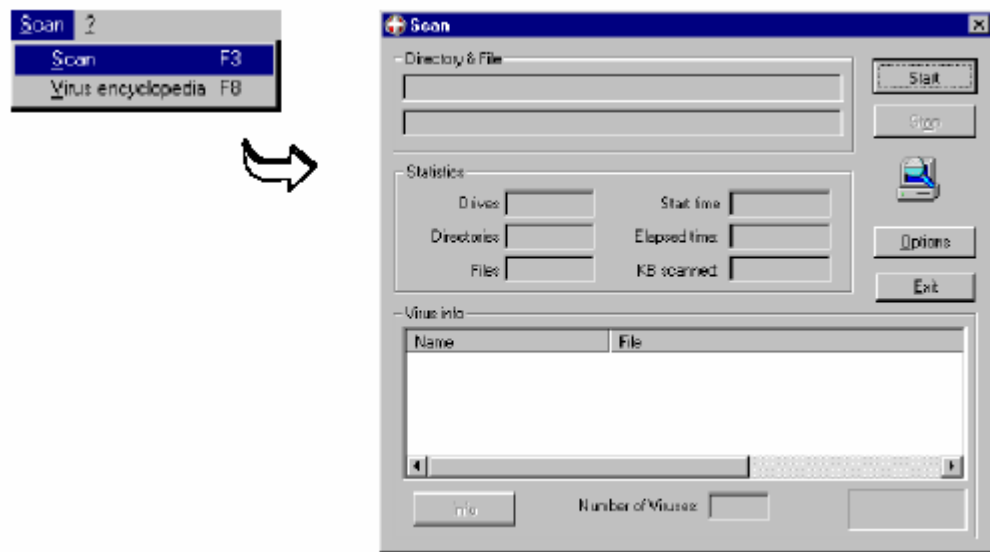 Scan ?
Scan F3
Virus encyclopedia F8
Scan
Directory & File
Start
Stop
Statistics
Drives
Start time
Directories
Elapsed time:
Files
KB scanned:
Options
Exit
Virus info
Name File
Info
Number of Viruses: